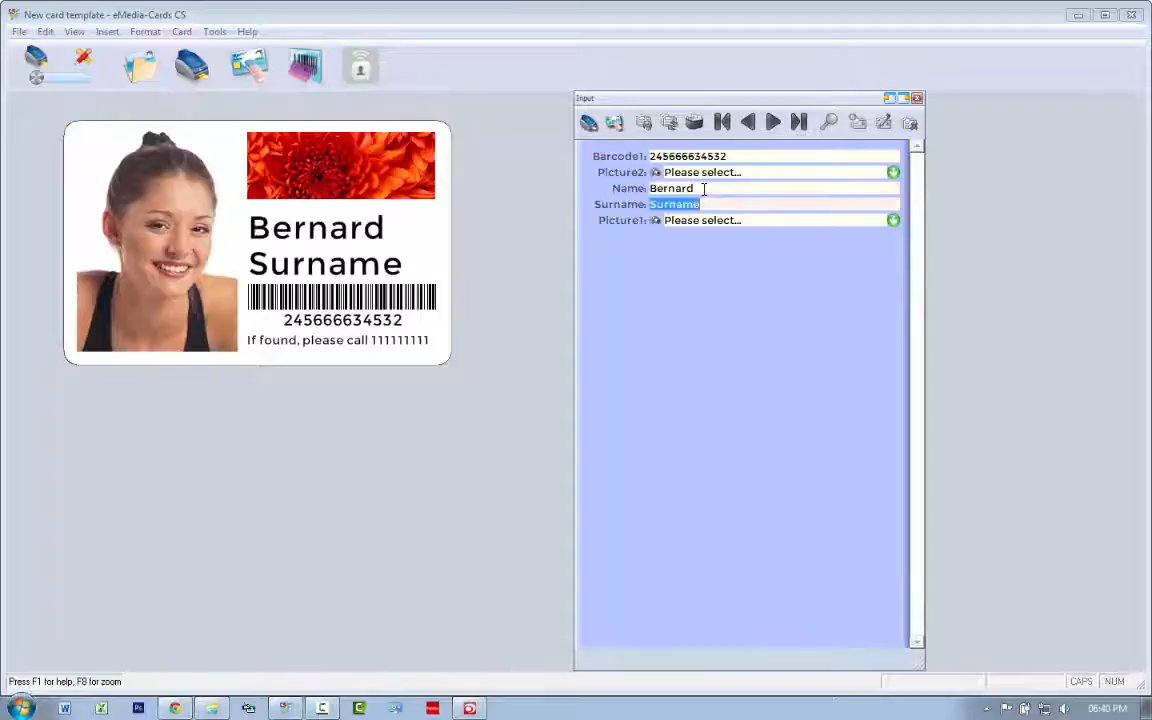 New card template - eMedia-Cards CS
File Edit View Insert Format Card Tools Help
Bernard
Surname
245666634532
If found, please call 111111111
Input
Barcode1: 245666634532
Picture2: Please select...
Name: Bernard
Surname: Surname
Picture1: Please select...
Press F1 for help, F8 for zoom
CAPS NUM
06:40 PM